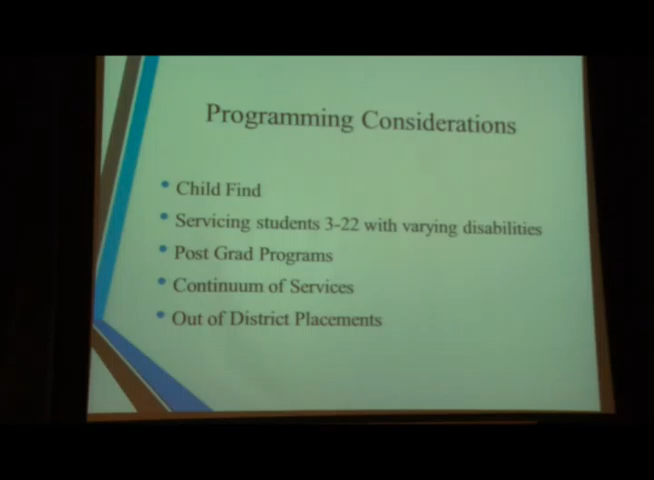 Programming Considerations
• Child Find
• Servicing students 3-22 with varying disabilities
• Post Grad Programs
• Continuum of Services
• Out of District Placements